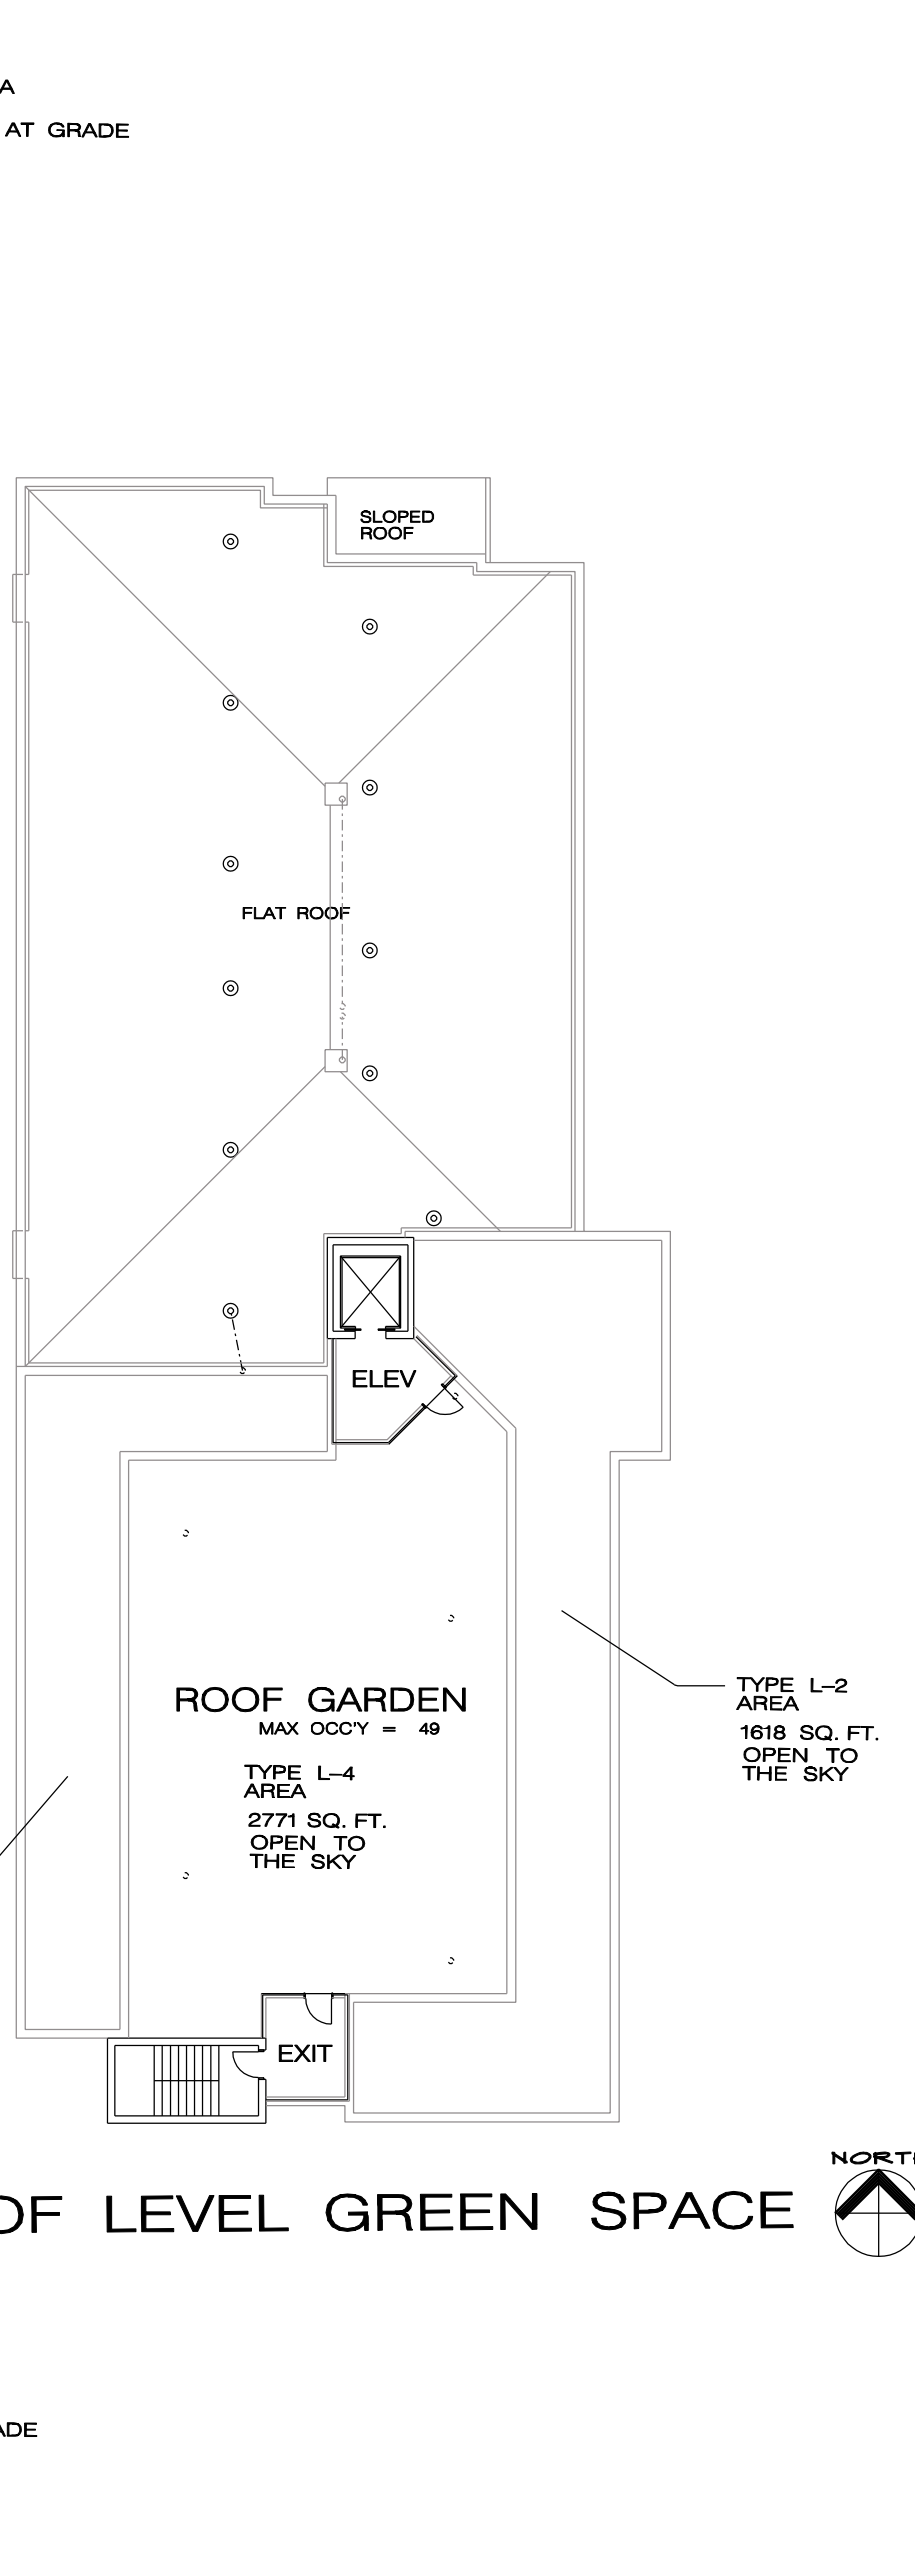 A
AT GRADE
SLOPED
ROOF
FLAT ROOF
ELEV
ROOF GARDEN
MAX OCC'Y = 49
TYPE L-4
AREA
2771 SQ. FT.
OPEN TO
THE SKY
TYPE L-2
AREA
1618 SQ. FT.
OPEN TO
THE SKY
EXIT
NORT
OF LEVEL GREEN SPACE
ADE